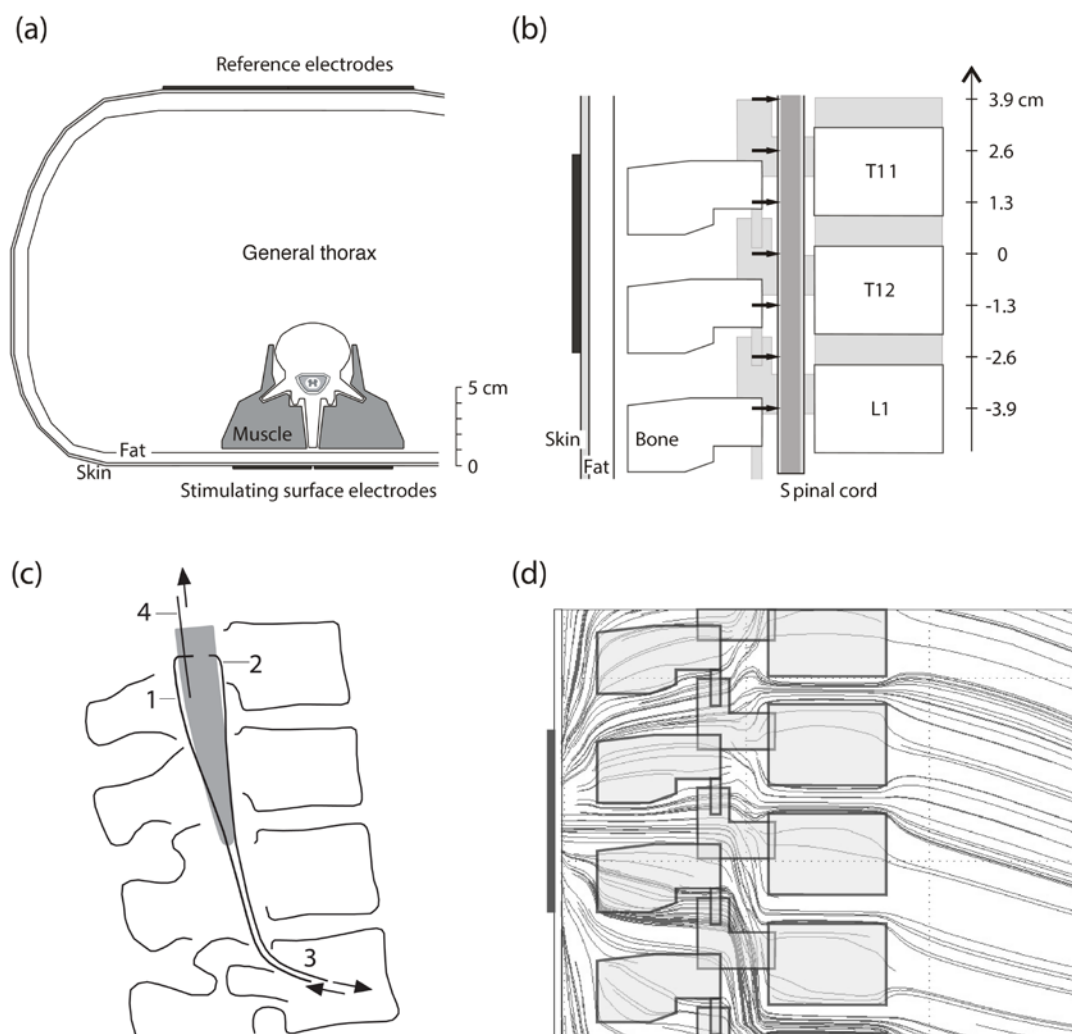 (a)
Reference electrodes
General thorax
5 cm
Muscle
Fat
Skin
0
Stimulating surface electrodes
(b)
3.9 cm
2.6
T11
1.3
0
T12
-1.3
-2.6
L1
-3.9
Skin
Bone
Fat
Spinal cord
(c)
4
2
1
3
(d)